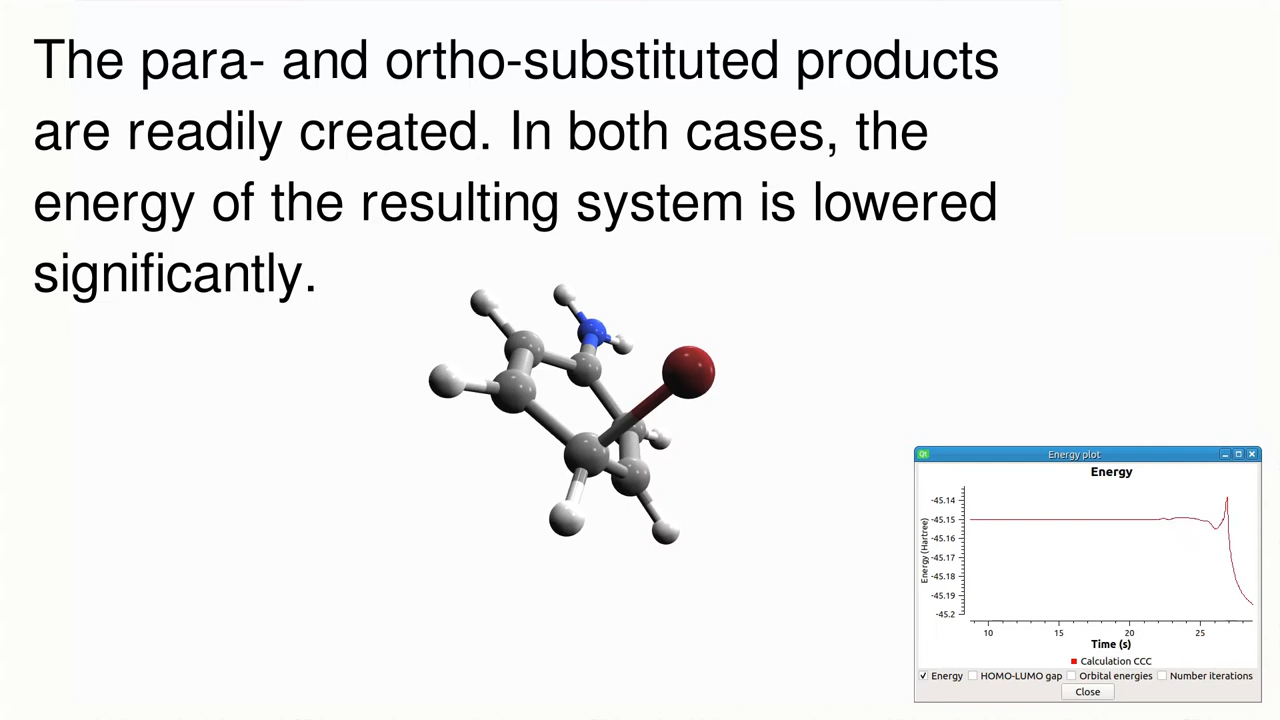 The para- and ortho-substituted products
are readily created. In both cases, the
energy of the resulting system is lowered
significantly.
Qt Energy plot
Energy
-45.14
-45.15
-45.16
-45.17
-45.18
-45.19
-45.2
Energy (Hartree)
10 15 20 25
Time (s)
Calculation CCC
Energy HOMO-LUMO gap Orbital energies Number iterations
Close